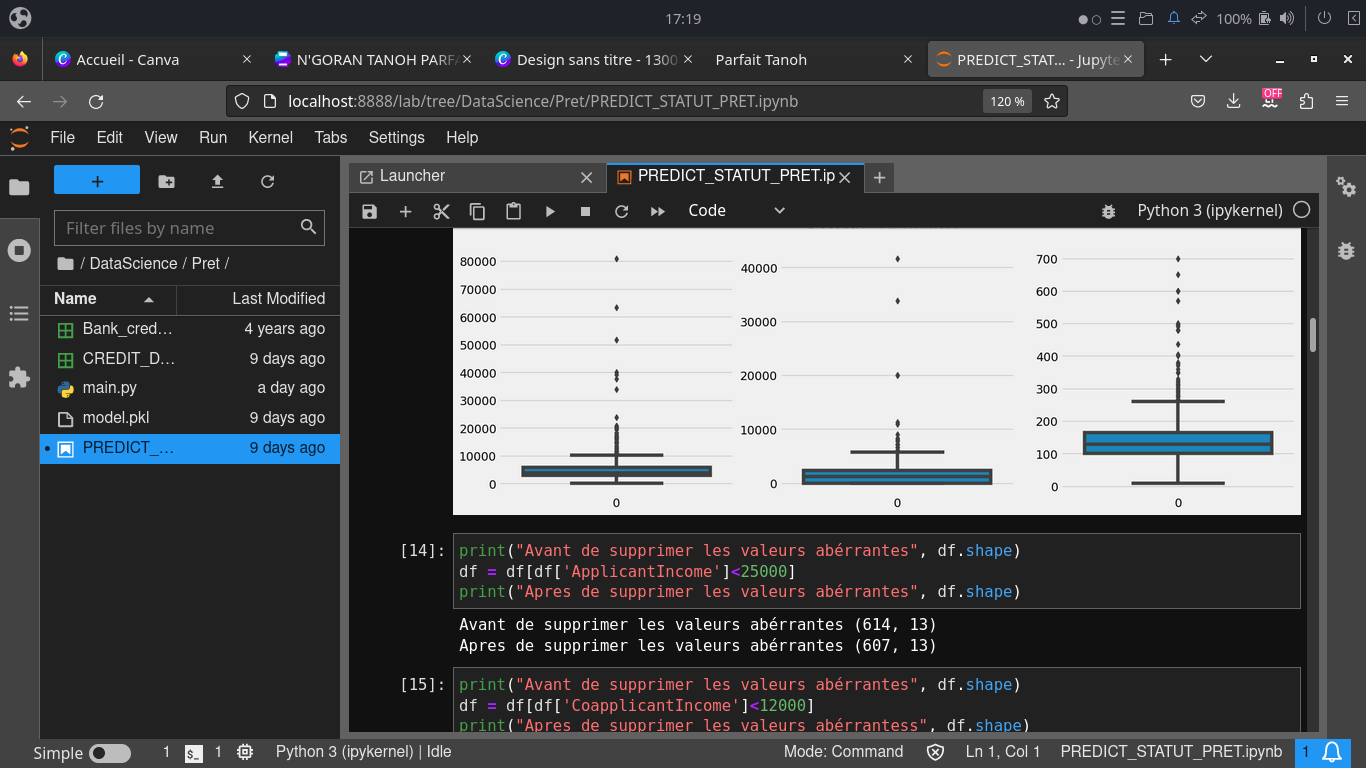 17:19
100%
Accueil - Canva
N'GORAN TANOH PARFA
Design sans titre - 1300
Parfait Tanoh
PREDICT_STAT… - Jupyte
OFF
localhost:8888/lab/tree/DataScience/Pret/PREDICT_STATUT_PRET.ipynb
120 %
File Edit View Run Kernel Tabs Settings Help
Filter files by name
/ DataScience / Pret /
Name Last Modified
Bank_cred… 4 years ago
CREDIT_D… 9 days ago
main.py a day ago
model.pkl 9 days ago
PREDICT_… 9 days ago
Launcher
PREDICT_STATUT_PRET.ip
Code
Python 3 (ipykernel)
80000
70000
60000
50000
40000
30000
20000
10000
0
0
40000
30000
20000
10000
0
0
700
600
500
400
300
200
100
0
0
[14]:
print("Avant de supprimer les valeurs abérrantes", df.shape)
df = df[df['ApplicantIncome']<25000]
print("Apres de supprimer les valeurs abérrantes", df.shape)
Avant de supprimer les valeurs abérrantes (614, 13)
Apres de supprimer les valeurs abérrantes (607, 13)
[15]:
print("Avant de supprimer les valeurs abérrantes", df.shape)
df = df[df['CoapplicantIncome']<12000]
print("Apres de supprimer les valeurs abérrantess", df.shape)
Simple 1 $_ 1 Python 3 (ipykernel) | Idle
Mode: Command Ln 1, Col 1 PREDICT_STATUT_PRET.ipynb 1